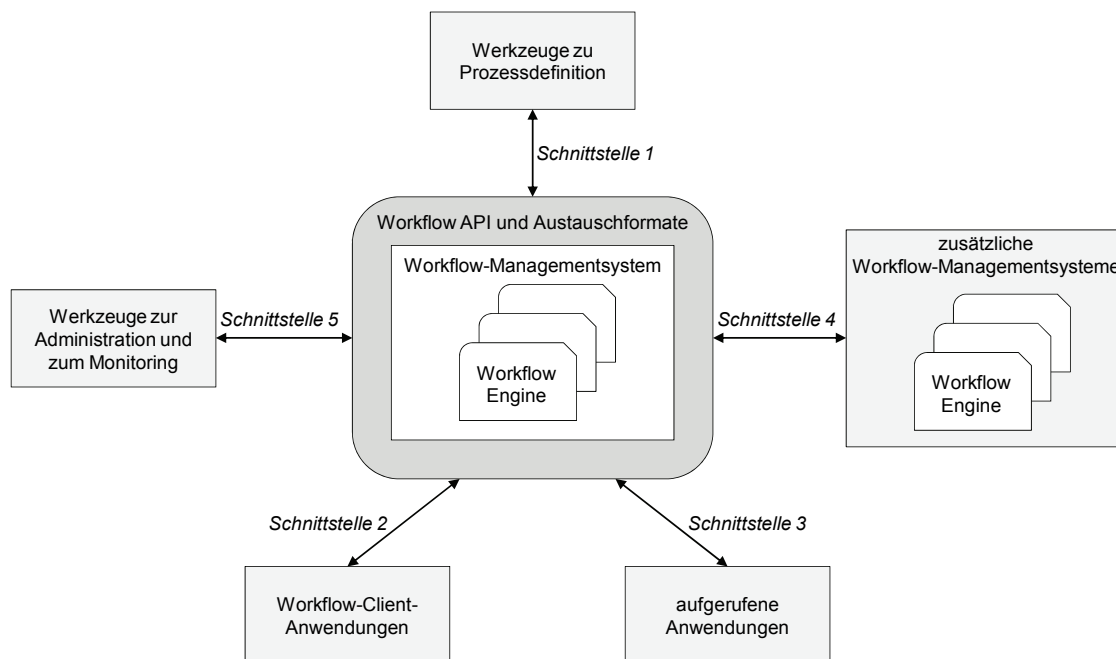 Werkzeuge zu
Prozessdefinition
Schnittstelle 1
Workflow API und Austauschformate
Workflow-Managementsystem
Workflow
Engine
zusätzliche
Workflow-Managementsysteme
Workflow
Engine
Werkzeuge zur
Administration und
zum Monitoring
Schnittstelle 5
Schnittstelle 4
Schnittstelle 2
Schnittstelle 3
Workflow-Client-
Anwendungen
aufgerufene
Anwendungen